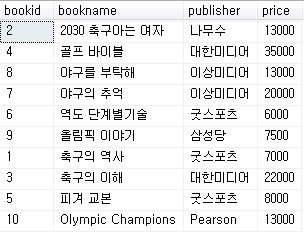 bookid bookname publisher price
2 2030 축구아는 여자 나무수 13000
4 골프 바이블 대한미디어 35000
8 야구를 부탁해 이상미디어 13000
7 야구의 추억 이상미디어 20000
6 역도 단계별기술 굿스포츠 6000
9 올림픽 이야기 삼성당 7500
1 축구의 역사 굿스포츠 7000
3 축구의 이해 대한미디어 22000
5 피겨 교본 굿스포츠 8000
10 Olympic Champions Pearson 13000